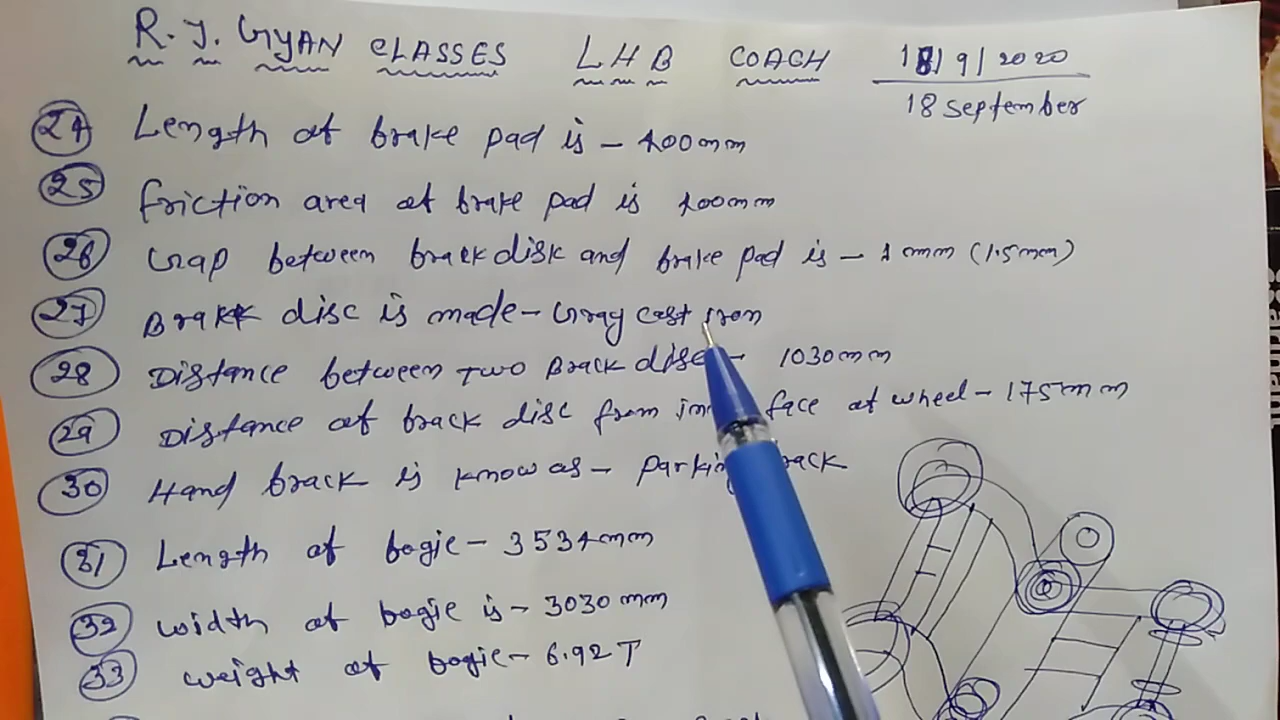 R.J. GYAN CLASSES LHB COACH 18/9/2020
18 September
24 Length of brake pad is - 400mm
25 friction area of brake pad is 400mm
26 Gap between brack disk and brake pad is - 1 mm (1.5mm)
27 Brakk disc is made - Gray cast iron
28 Distance between two Brack disc - 1030mm
29 Distance of brack disc from face of wheel - 175mm
30 Hand brack is know as -
31 Length of bogie - 3534mm
32 width of bogie is - 3030mm
33 weight of bogie - 6.92T